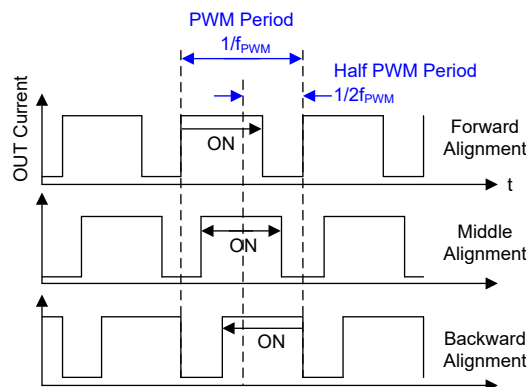 PWM Period
1/fPWM
Half PWM Period
1/2fPWM
OUT Current
ON
Forward
Alignment
t
ON
Middle
Alignment
ON
Backward
Alignment